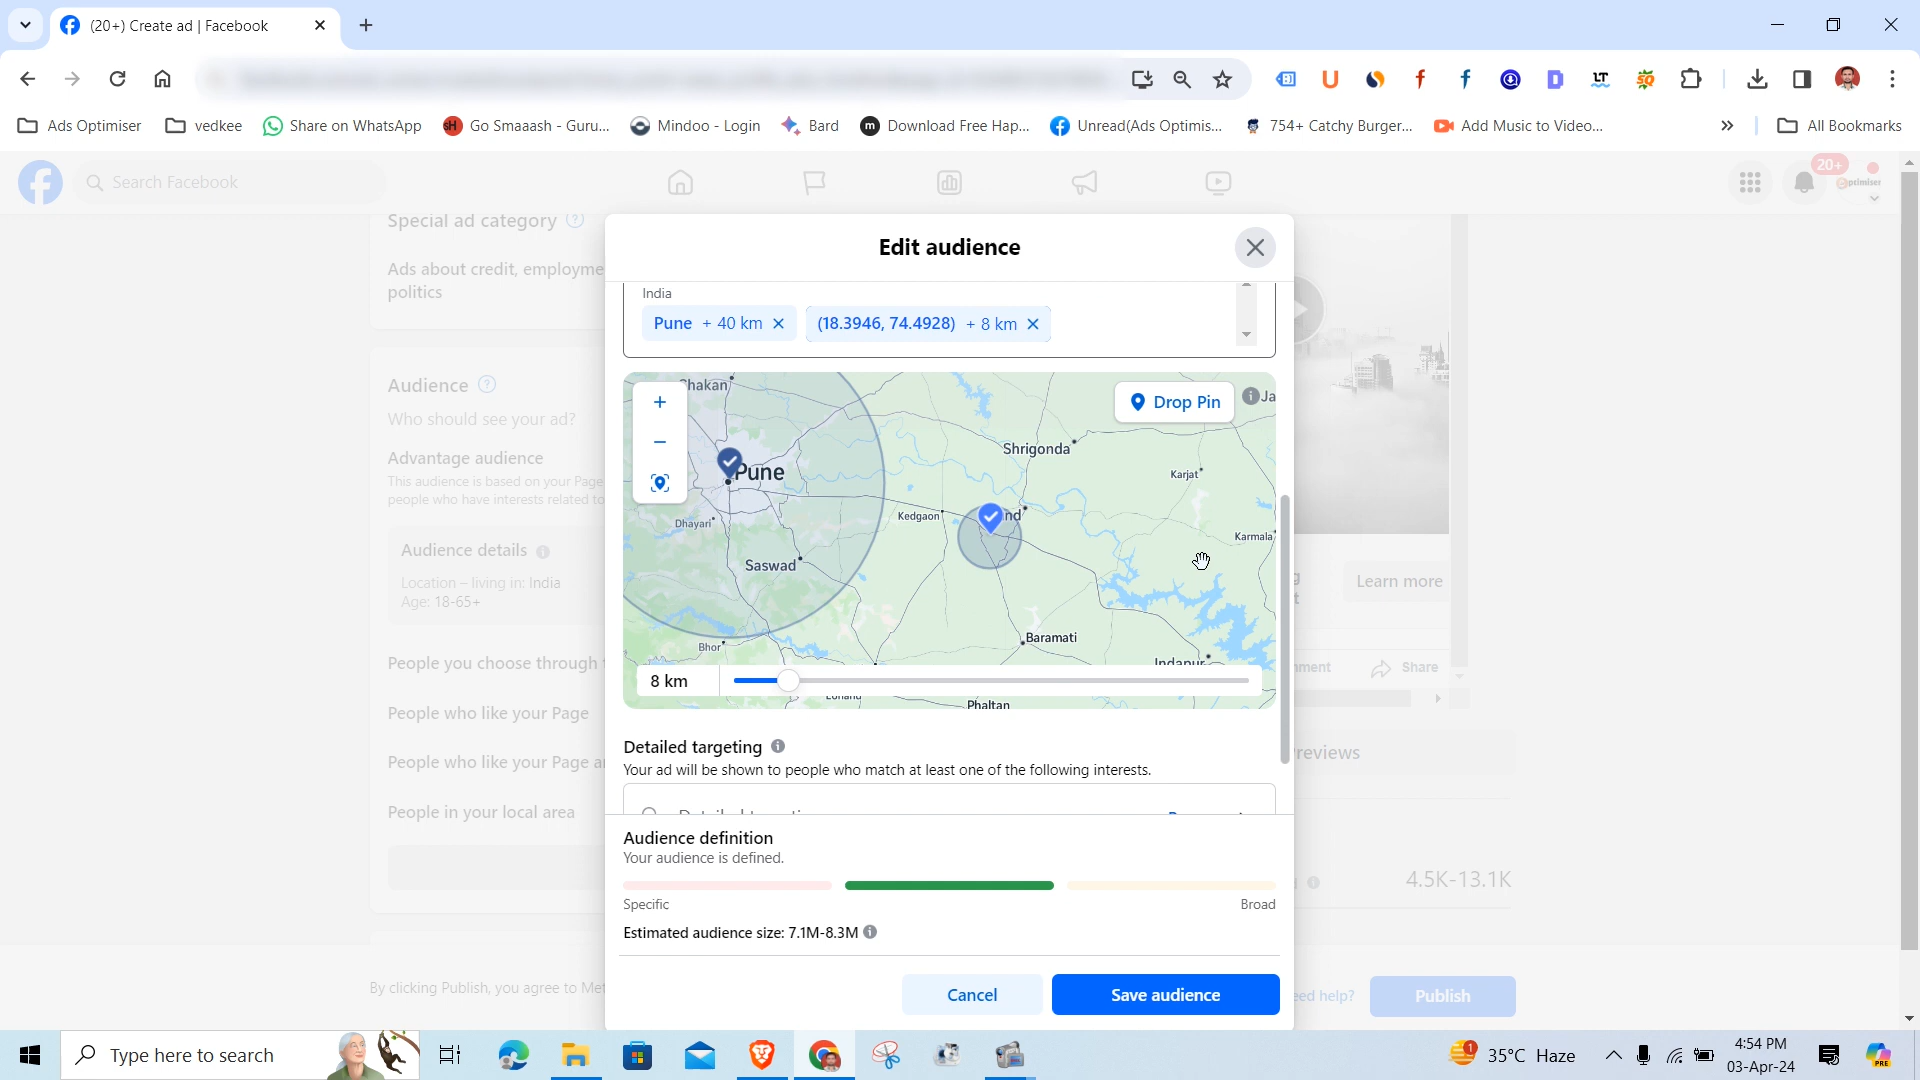 (20+) Create ad | Facebook
Ads Optimiser
vedkee
Share on WhatsApp
Go Smaaash - Guru...
Mindoo - Login
Bard
Download Free Hap...
Unread(Ads Optimis...
754+ Catchy Burger...
Add Music to Video...
All Bookmarks
Search Facebook
20+
Special ad category
Ads about credit, employme
politics
Audience
Who should see your ad?
Advantage audience
This audience is based on your Page
people who have interests related to
Audience details
Location – living in: India
Age: 18-65+
People you choose through t
People who like your Page
People who like your Page a
People in your local area
By clicking Publish, you agree to Met
Edit audience
India
Pune + 40 km
(18.3946, 74.4928) + 8 km
Drop Pin
Chakan
Pune
Dhayari
Saswad
Bhor
Kedgaon
Shrigonda
Karjat
Karmala
Baramati
Indapur
Phaltan
8 km
Detailed targeting
Your ad will be shown to people who match at least one of the following interests.
Audience definition
Your audience is defined.
Specific
Broad
Estimated audience size: 7.1M-8.3M
Cancel
Save audience
Learn more
Share
reviews
4.5K-13.1K
eed help?
Publish
Type here to search
35°C Haze
4:54 PM
03-Apr-24